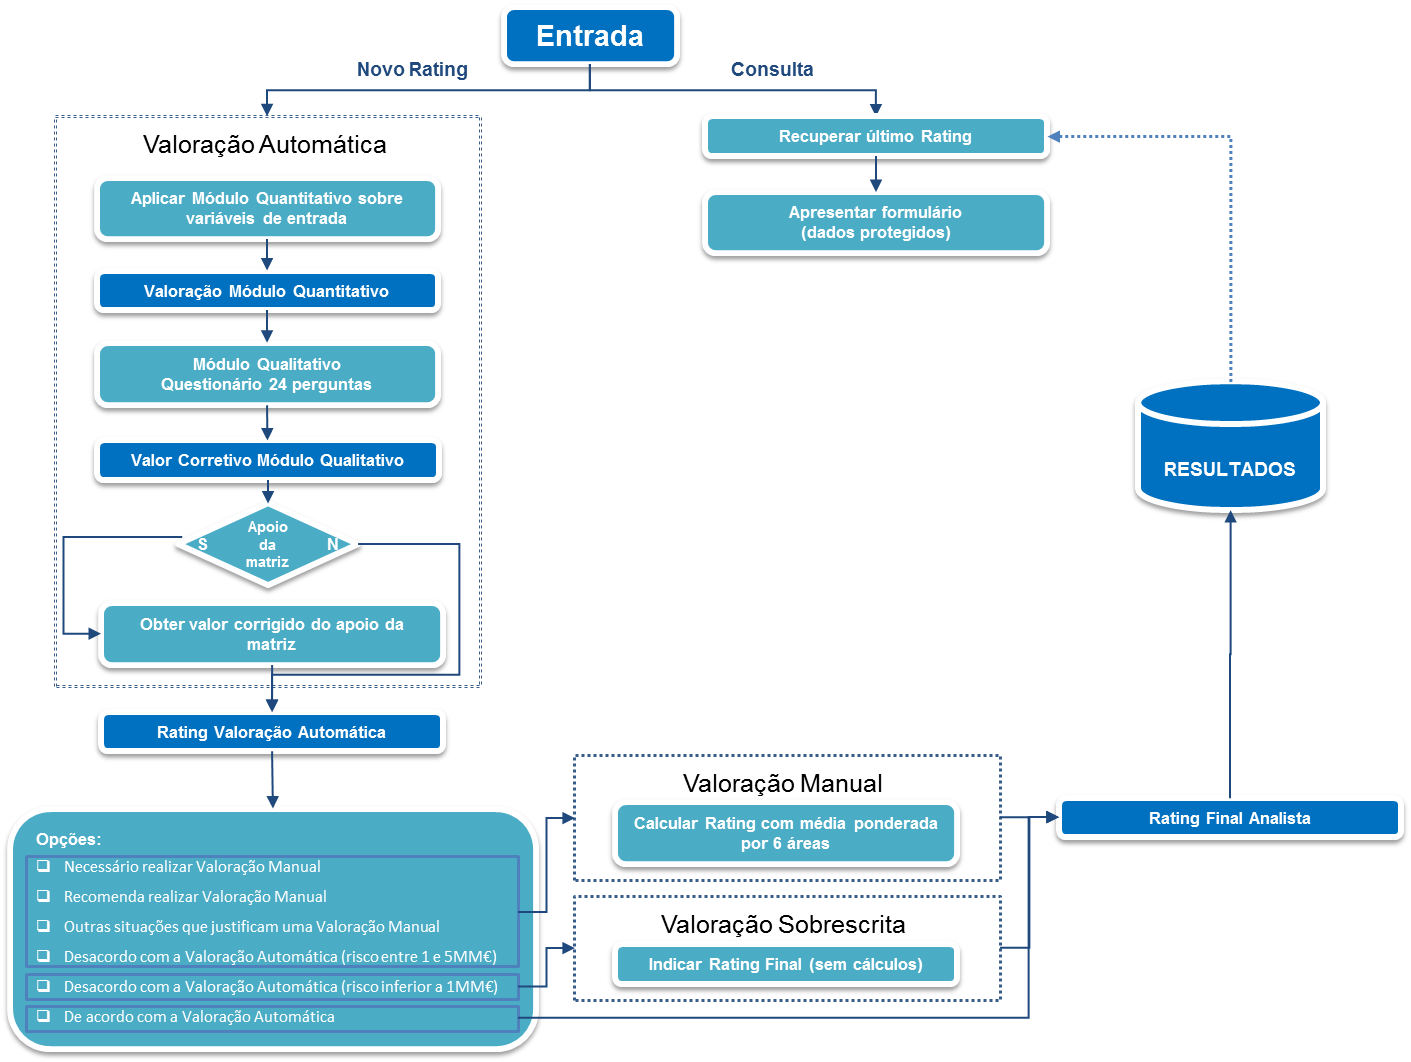 Entrada
Novo Rating
Consulta
Valoração Automática
Aplicar Módulo Quantitativo sobre
variáveis de entrada
Valoração Módulo Quantitativo
Módulo Qualitativo
Questionário 24 perguntas
Valor Corretivo Módulo Qualitativo
Apoio
da
matriz
S
N
Obter valor corrigido do apoio da
matriz
Rating Valoração Automática
Recuperar último Rating
Apresentar formulário
(dados protegidos)
RESULTADOS
Opções:
Necessário realizar Valoração Manual
Recomenda realizar Valoração Manual
Outras situações que justificam uma Valoração Manual
Desacordo com a Valoração Automática (risco entre 1 e 5MM€)
Desacordo com a Valoração Automática (risco inferior a 1MM€)
De acordo com a Valoração Automática
Valoração Manual
Calcular Rating com média ponderada
por 6 áreas
Valoração Sobrescrita
Indicar Rating Final (sem cálculos)
Rating Final Analista